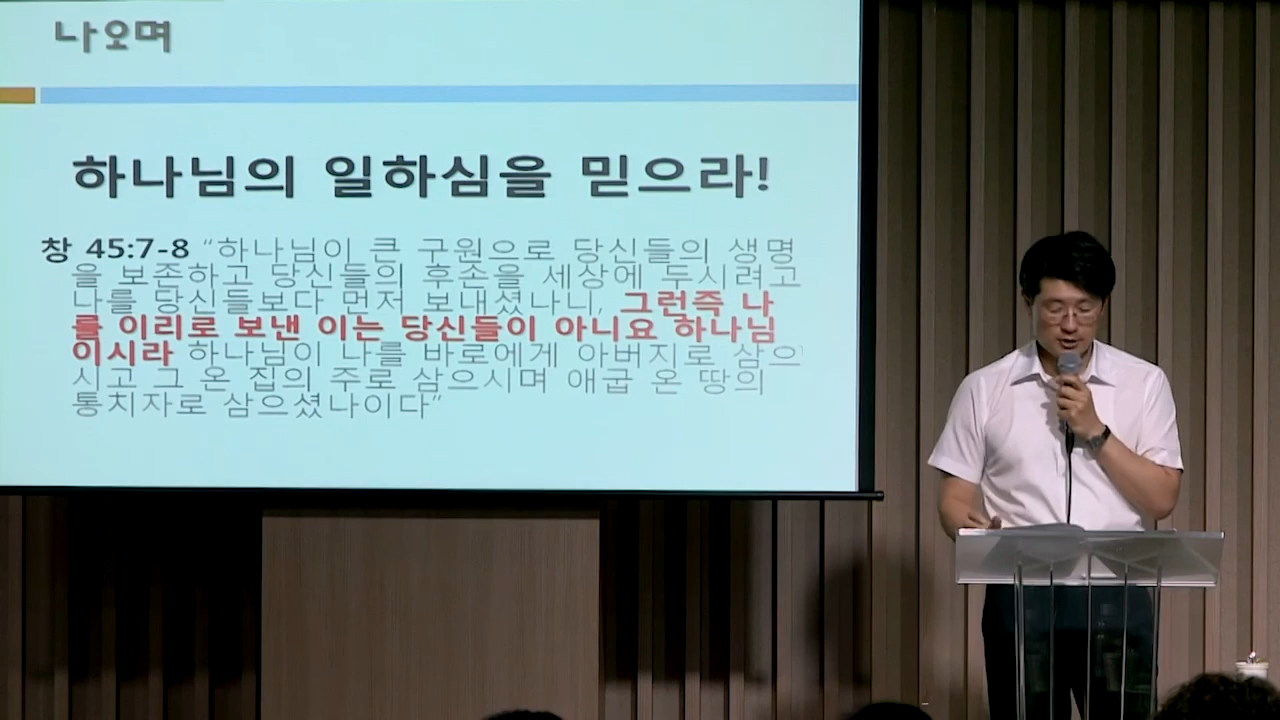 나오며
하나님의 일하심을 믿으라!
창 45:7-8 “하나님이 큰 구원으로 당신들의 생명
을 보존하고 당신들의 후손을 세상에 두시려고
나를 당신들보다 먼저 보내셨나니, 그런즉 나
를 이리로 보낸 이는 당신들이 아니요 하나님
이시라 하나님이 나를 바로에게 아버지로 삼으
시고 그 온 집의 주로 삼으시며 애굽 온 땅의
통치자로 삼으셨나이다”